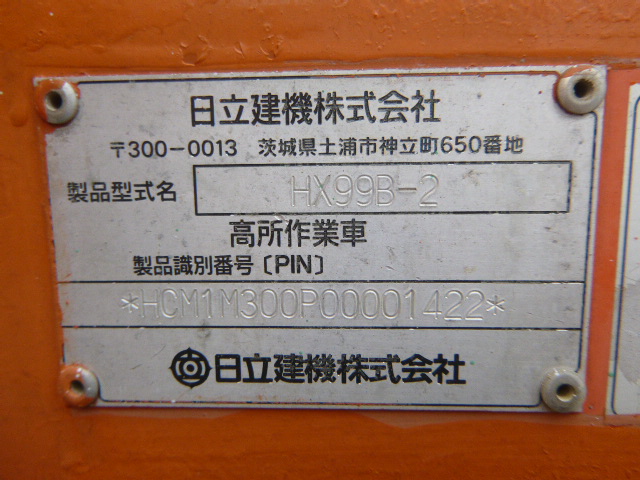 日立建機株式会社
〒300-0013 茨城県土浦市神立町650番地
製品型式名 HX99B-2
高所作業車
製品識別番号〔PIN〕
*HCM1M300P00001422*
日立建機株式会社